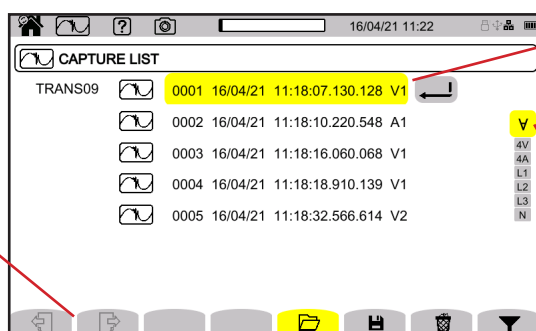 ? 16/04/21 11:22
CAPTURE LIST
TRANS09 0001 16/04/21 11:18:07.130.128 V1
0002 16/04/21 11:18:10.220.548 A1
0003 16/04/21 11:18:16.060.068 V1
0004 16/04/21 11:18:18.910.139 V1
0005 16/04/21 11:18:32.566.614 V2
∀
4V
4A
L1
L2
L3
N